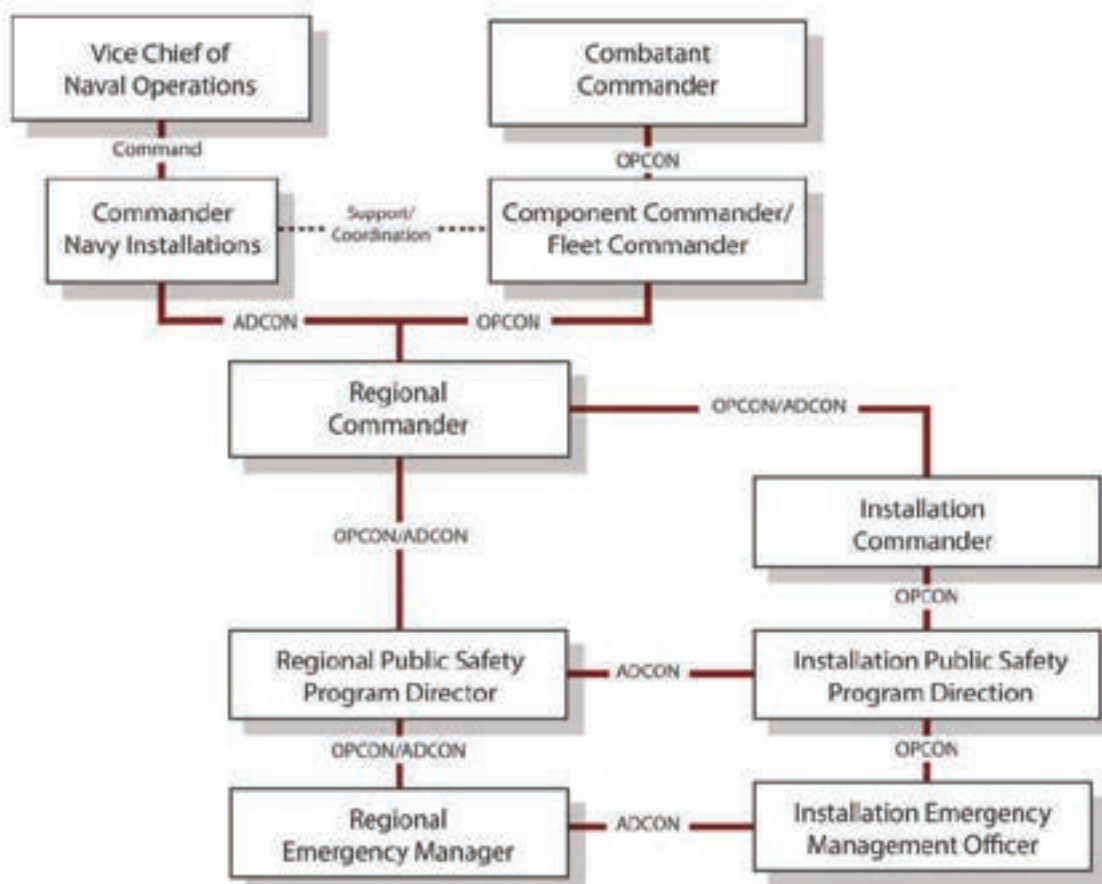 Vice Chief of
Naval Operations
Combatant
Commander
Command
OPCON
Commander
Navy Installations
Support/
Coordination
Component Commander/
Fleet Commander
ADCON
OPCON
Regional
Commander
OPCON/ADCON
Installation
Commander
OPCON/ADCON
OPCON
Regional Public Safety
Program Director
ADCON
Installation Public Safety
Program Direction
OPCON/ADCON
OPCON
Regional
Emergency Manager
ADCON
Installation Emergency
Management Officer